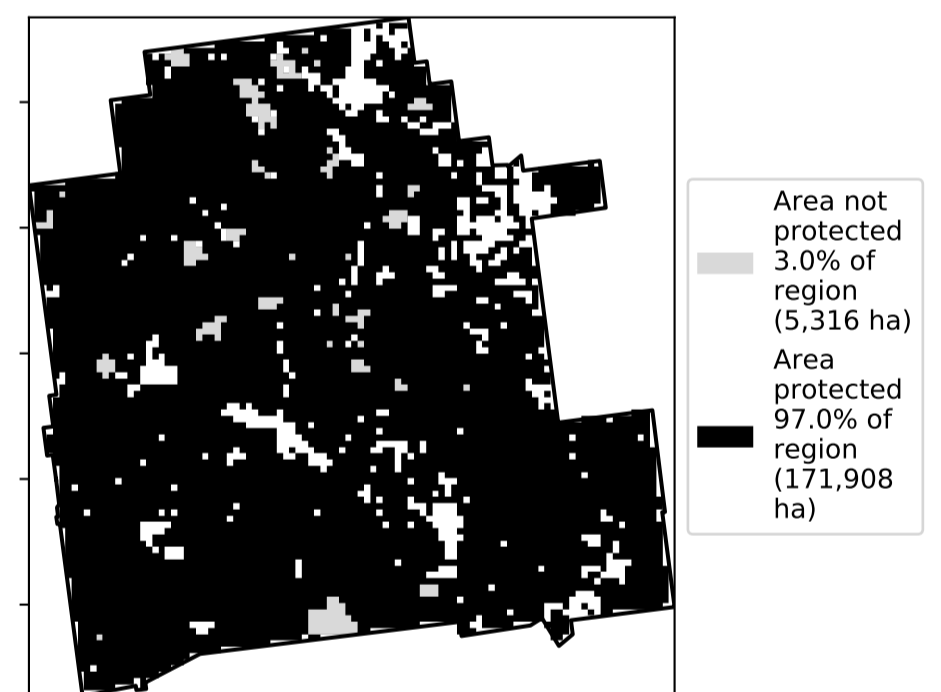 Area not
protected
3.0% of
region
(5,316 ha)
Area
protected
97.0% of
region
(171,908
ha)